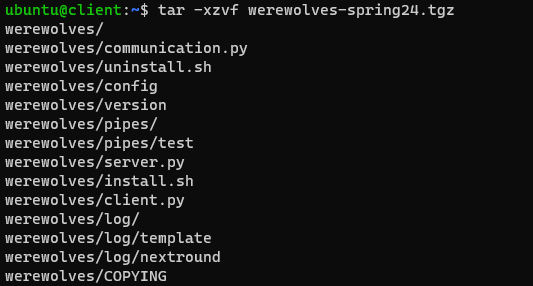 ubuntu@client:~$ tar -xzvf werewolves-spring24.tgz
werewolves/
werewolves/communication.py
werewolves/uninstall.sh
werewolves/config
werewolves/version
werewolves/pipes/
werewolves/pipes/test
werewolves/server.py
werewolves/install.sh
werewolves/client.py
werewolves/log/
werewolves/log/template
werewolves/log/nextround
werewolves/COPYING